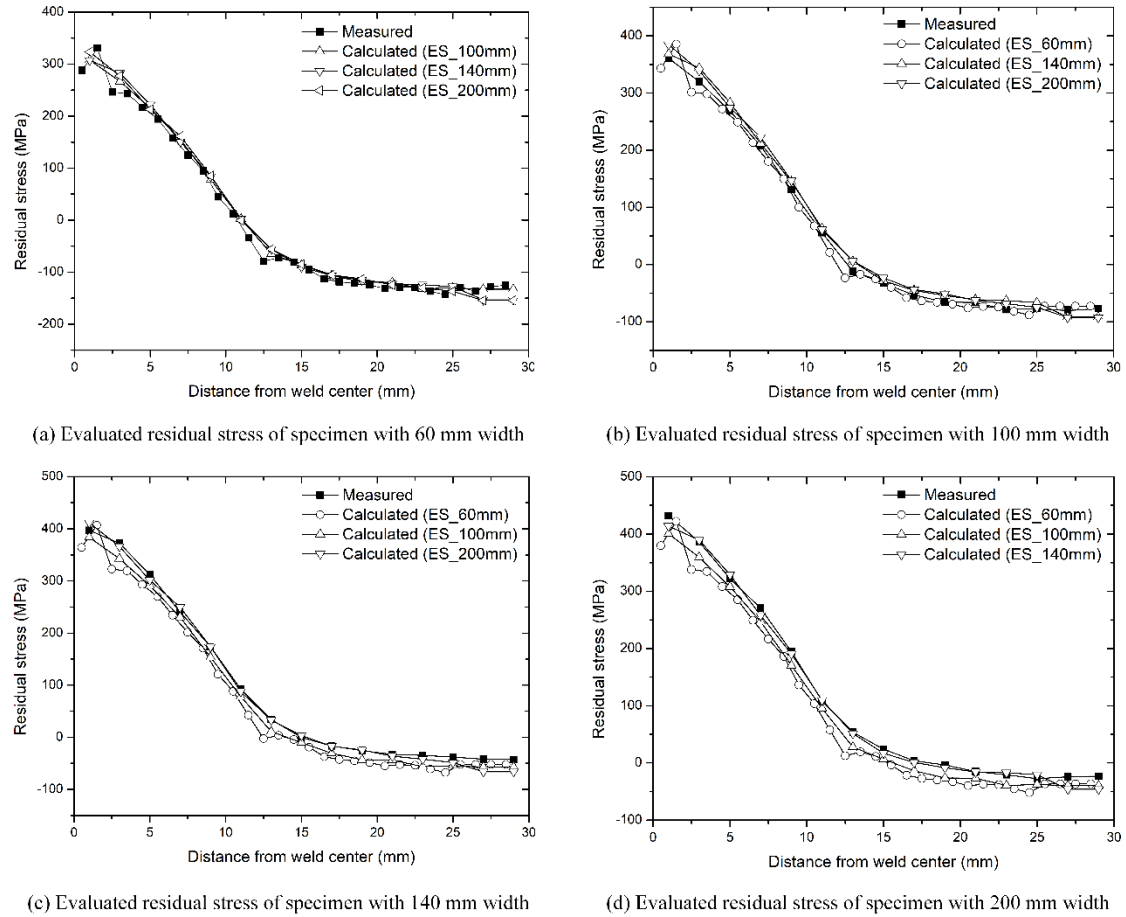 Measured
Calculated (ES_100mm)
Calculated (ES_140mm)
Calculated (ES_200mm)
400
300
200
100
0
-100
-200
Residual stress (MPa)
0 5 10 15 20 25 30
Distance from weld center (mm)
(a) Evaluated residual stress of specimen with 60 mm width
Measured
Calculated (ES_60mm)
Calculated (ES_140mm)
Calculated (ES_200mm)
400
300
200
100
0
-100
Residual stress (MPa)
0 5 10 15 20 25 30
Distance from weld center (mm)
(b) Evaluated residual stress of specimen with 100 mm width
Measured
Calculated (ES_60mm)
Calculated (ES_100mm)
Calculated (ES_200mm)
500
400
300
200
100
0
-100
Residual stress (MPa)
0 5 10 15 20 25 30
Distance from weld center (mm)
(c) Evaluated residual stress of specimen with 140 mm width
Measured
Calculated (ES_60mm)
Calculated (ES_100mm)
Calculated (ES_140mm)
500
400
300
200
100
0
-100
Residual stress (MPa)
0 5 10 15 20 25 30
Distance from weld center (mm)
(d) Evaluated residual stress of specimen with 200 mm width